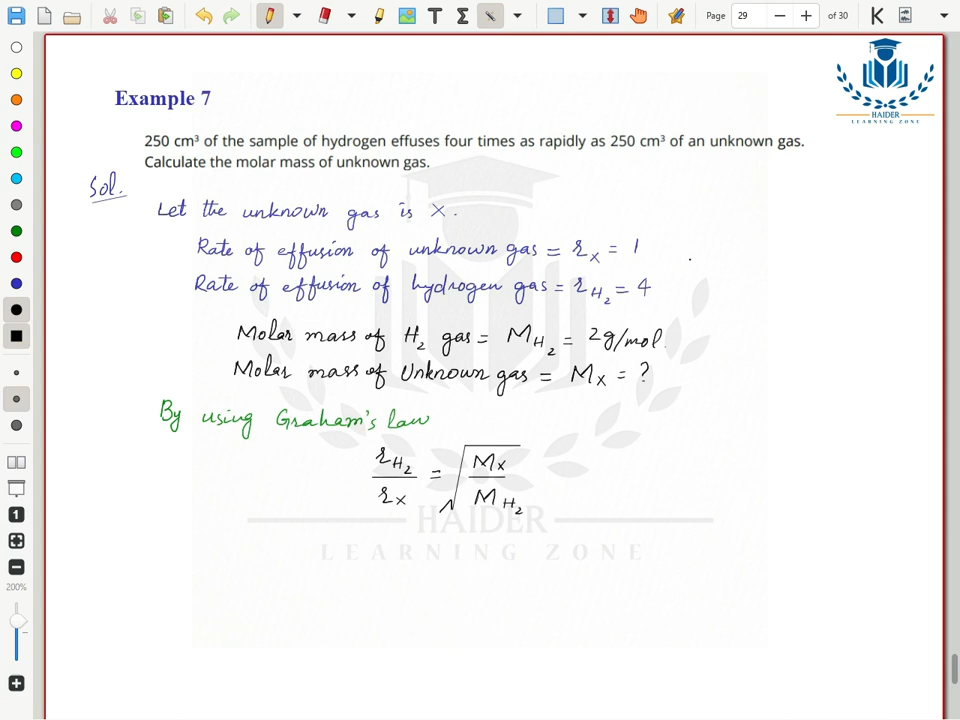 Page 29 of 30
HAIDER
LEARNING ZONE
Example 7
250 cm³ of the sample of hydrogen effuses four times as rapidly as 250 cm³ of an unknown gas.
Calculate the molar mass of unknown gas.
Sol.
Let the unknown gas is X.
Rate of effusion of unknown gas = r_X = 1
Rate of effusion of hydrogen gas = r_H₂ = 4
Molar mass of H₂ gas = M_H₂ = 2g/mol.
Molar mass of Unknown gas = M_X = ?
By using Graham's law
r_H₂ / r_X = √(M_X / M_H₂)
HAIDER
LEARNING ZONE
1
200%